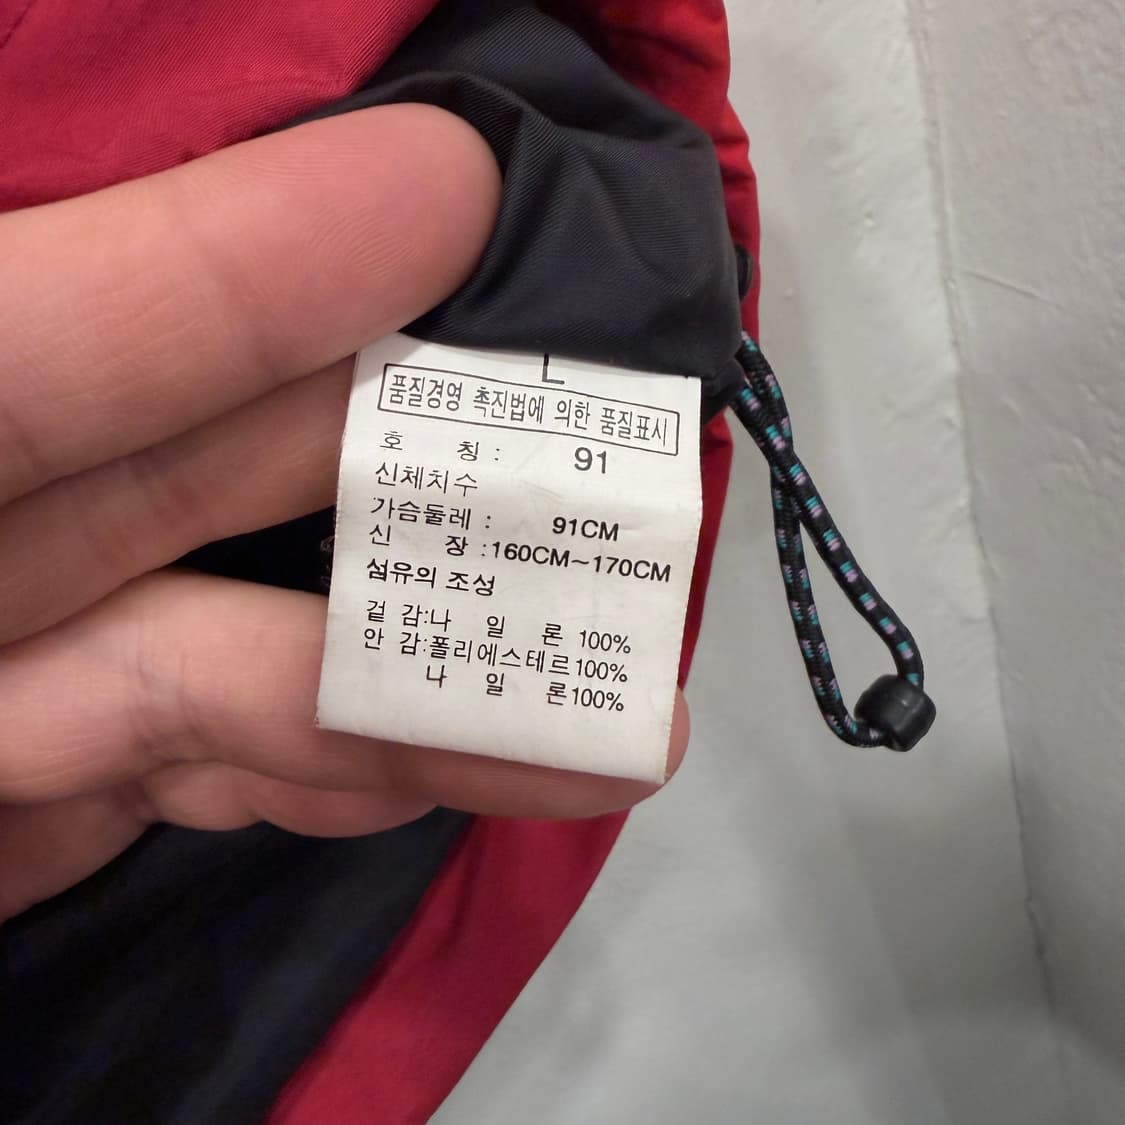 L
품질경영 촉진법에 의한 품질표시
호 칭 : 91
신체치수
가슴둘레 : 91CM
신 장 :160CM~170CM
섬유의 조성
겉 감:나 일 론 100%
안 감:폴리에스테르100%
나 일 론100%